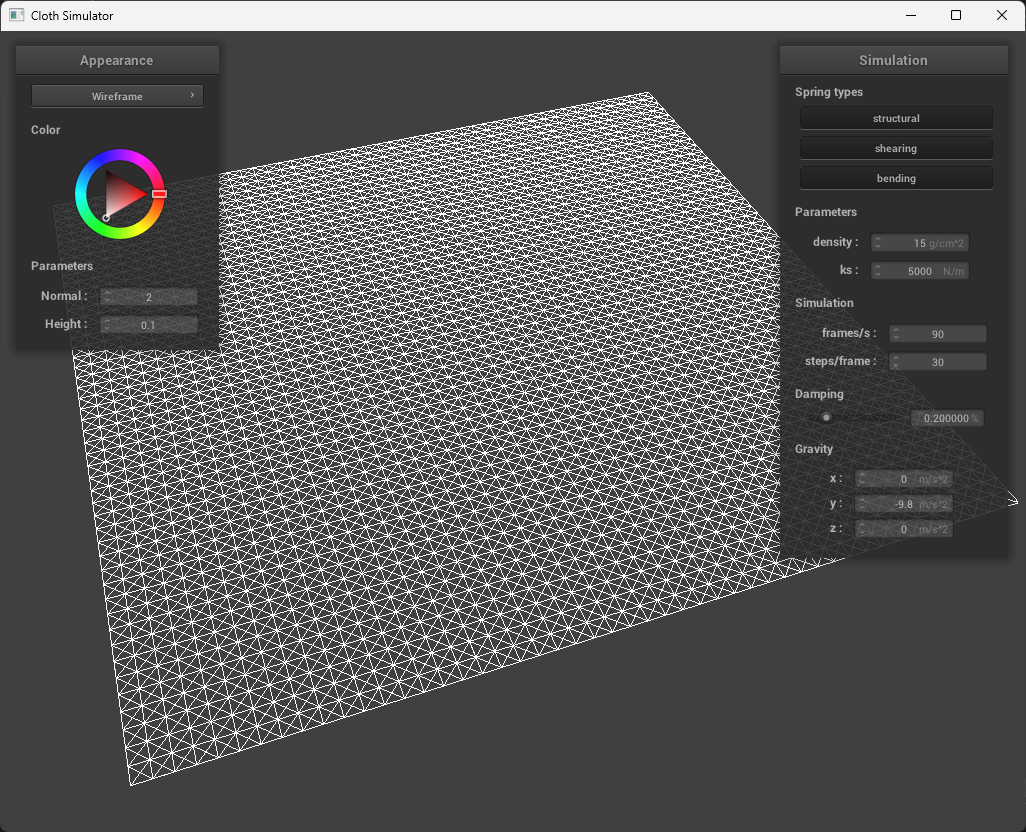 Cloth Simulator
Appearance
Wireframe
Color
Parameters
Normal : 2
Height : 0.1
Simulation
Spring types
structural
shearing
bending
Parameters
density : 15 g/cm^2
ks : 5000 N/m
Simulation
frames/s : 90
steps/frame : 30
Damping
0.200000 %
Gravity
x : 0 m/s^2
y : -9.8 m/s^2
z : 0 m/s^2